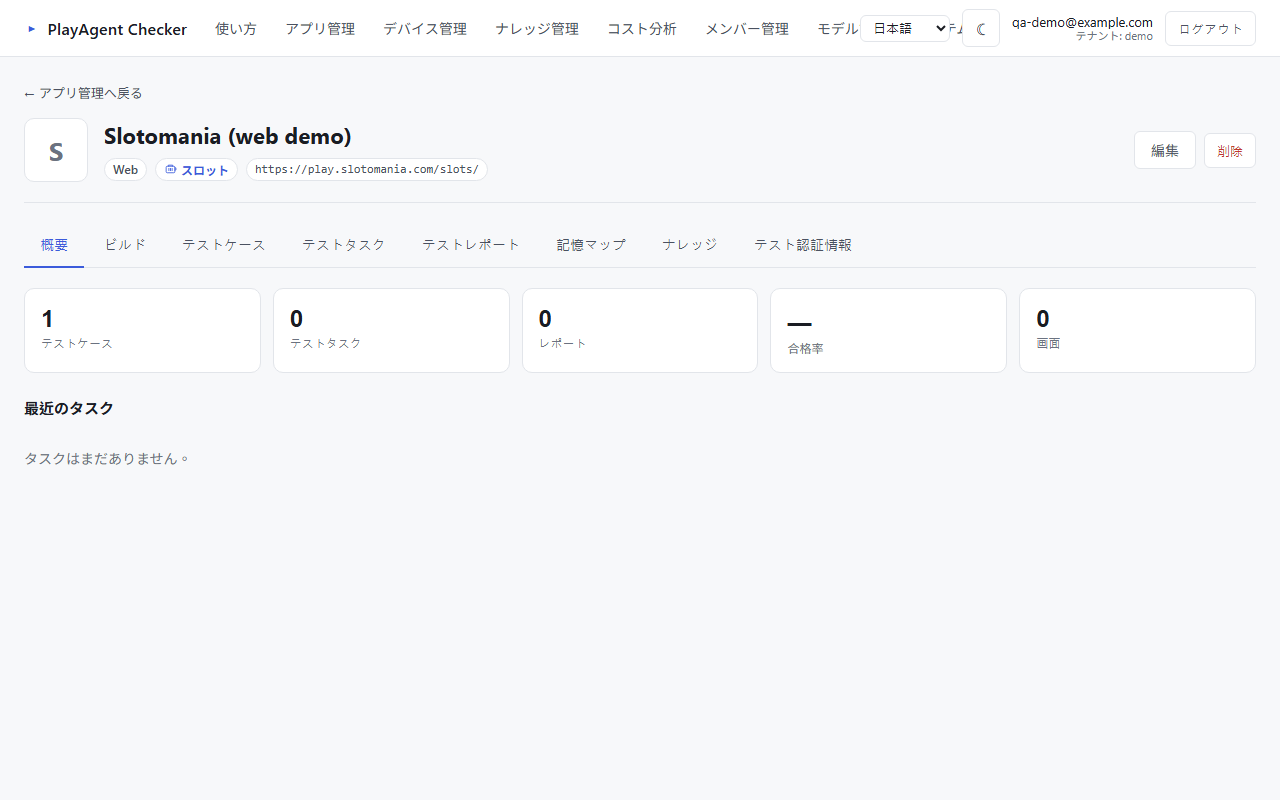 PlayAgent Checker 使い方 アプリ管理 デバイス管理 ナレッジ管理 コスト分析 メンバー管理 モデル 日本語 qa-demo@example.com ログアウト
テナント: demo
← アプリ管理へ戻る
S
Slotomania (web demo)
Web スロット https://play.slotomania.com/slots/
編集 削除
概要 ビルド テストケース テストタスク テストレポート 記憶マップ ナレッジ テスト認証情報
1 0 0 — 0
テストケース テストタスク レポート 合格率 画面
最近のタスク
タスクはまだありません。